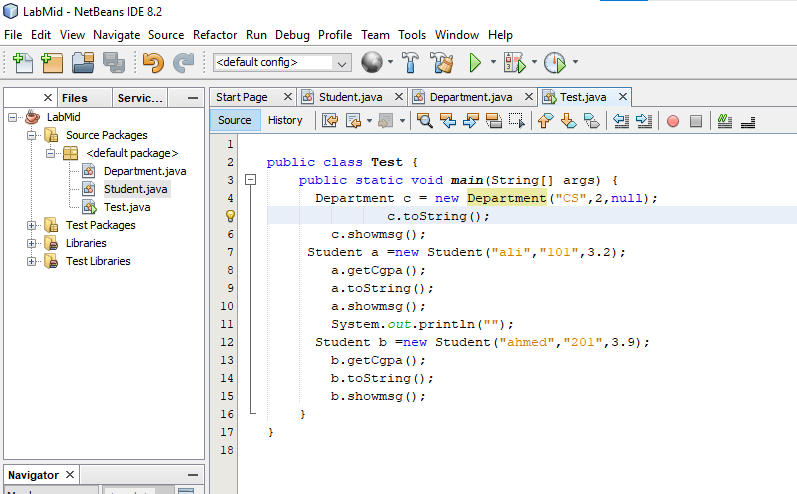 LabMid - NetBeans IDE 8.2
File Edit View Navigate Source Refactor Run Debug Profile Team Tools Window Help
<default config>
Files Servic...
Start Page Student.java Department.java Test.java
Source History
LabMid
Source Packages
<default package>
Department.java
Student.java
Test.java
Test Packages
Libraries
Test Libraries
1
2 public class Test {
3 public static void main(String[] args) {
4 Department c = new Department("CS",2,null);
c.toString();
6 c.showmsg();
7 Student a =new Student("ali","101",3.2);
8 a.getCgpa();
9 a.toString();
10 a.showmsg();
11 System.out.println("");
12 Student b =new Student("ahmed","201",3.9);
13 b.getCgpa();
14 b.toString();
15 b.showmsg();
16 }
17 }
18
Navigator